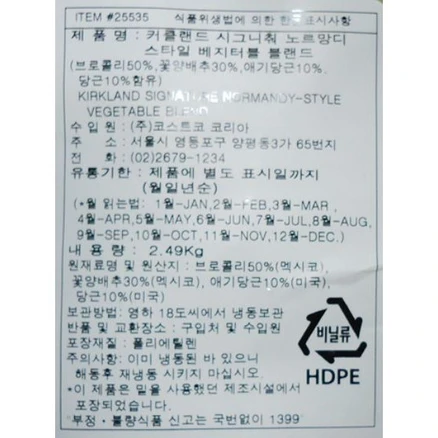 ITEM #25535 식품위생법에 의한 한글표시사항
제 품 명 : 커클랜드 시그니춰 노르망디
스타일 베지터블 블랜드
(브로콜리50%,꽃양배추30%,애기당근10%.
당근10%함유)
KIRKLAND SIGNATURE NORMANDY-STYLE
VEGETABLE BLEND
수 입 원 : (주)코스트코 코리아
주 소 : 서울시 영등포구 양평동3가 65번지
전 화 : (02)2679-1234
유통기한 : 제품에 별도 표시일까지
(월일년순)
(*월 읽는법: 1월-JAN,2월-FEB,3월-MAR,
4월-APR,5월-MAY,6월-JUN,7월-JUL,8월-AUG,
9월-SEP,10월-OCT,11월-NOV,12월-DEC.)
내 용 량 : 2.49Kg
원재료명 및 원산지 : 브로콜리50%(멕시코),
꽃양배추30%(멕시코), 애기당근10%(미국),
당근10%(미국)
보관방법: 영하 18도씨에서 냉동보관
반품 및 교환장소 : 구입처 및 수입원
포장재질 : 폴리에틸렌
주의사항: 이미 냉동된 바 있으니
해동후 재냉동 시키지 마십시오.
*이 제품은 밀을 사용했던 제조시설에서
포장되었습니다.
부정·불량식품 신고는 국번없이 1399
비닐류
HDPE